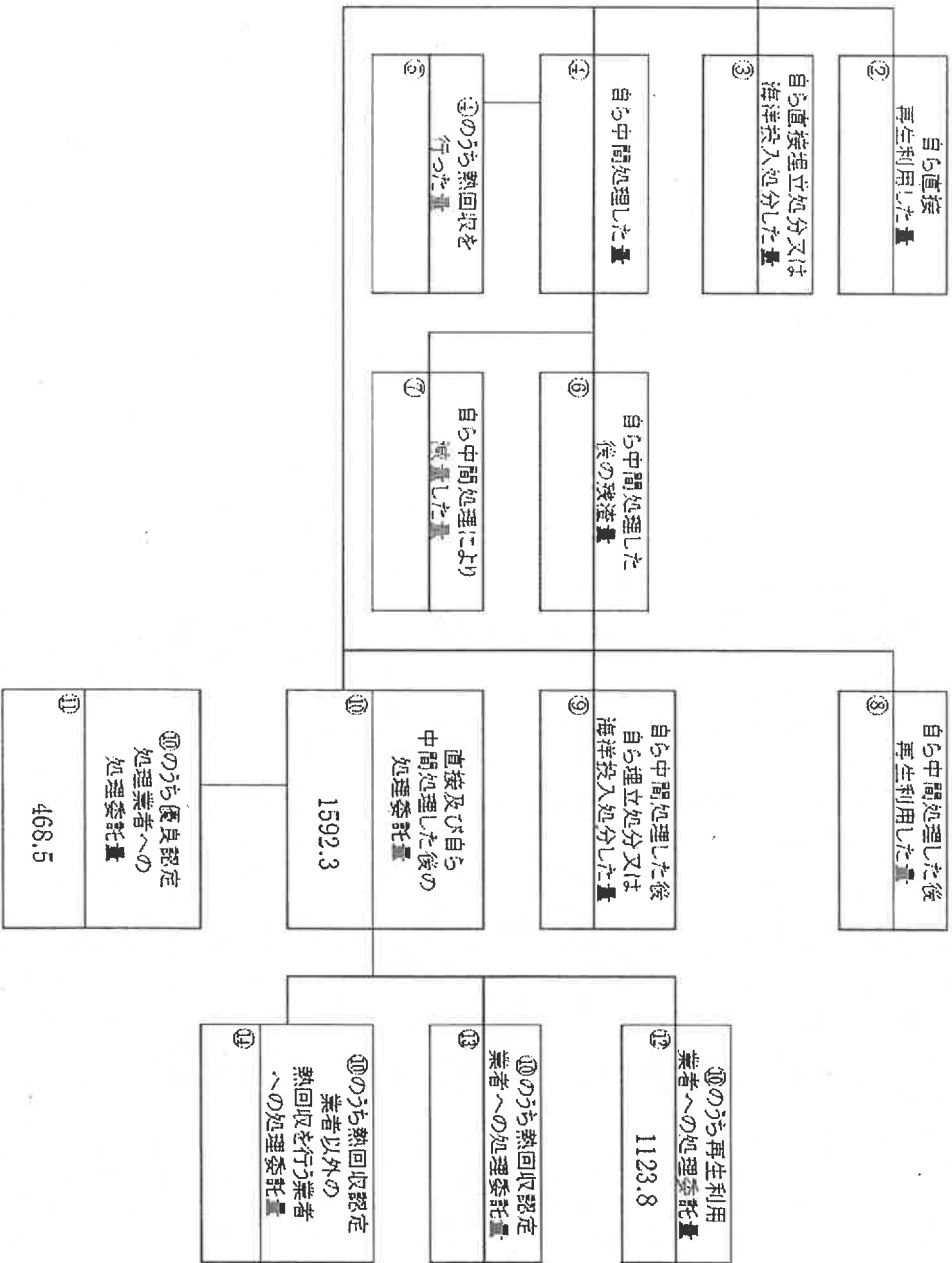 ②
自ら直接
再生利用した量
③
自ら直接埋立処分又は
海洋投入処分した量
④
自ら中間処理した量
⑤
④のうち熱回収を
行った量
⑥
自ら中間処理した
後の残渣量
⑦
自ら中間処理により
減量した量
⑧
自ら中間処理した後
再生利用した量
⑨
自ら中間処理した後
自ら埋立処分又は
海洋投入処分した量
⑩
直接及び自ら
中間処理した後の
処理委託量
1592.3
⑪
⑩のうち優良認定
処理業者への
処理委託量
468.5
⑫
⑩のうち再生利用
業者への処理委託量
1123.8
⑬
⑩のうち熱回収認定
業者への処理委託量
⑭
⑩のうち熱回収認定
業者以外の
熱回収を行う業者
への処理委託量